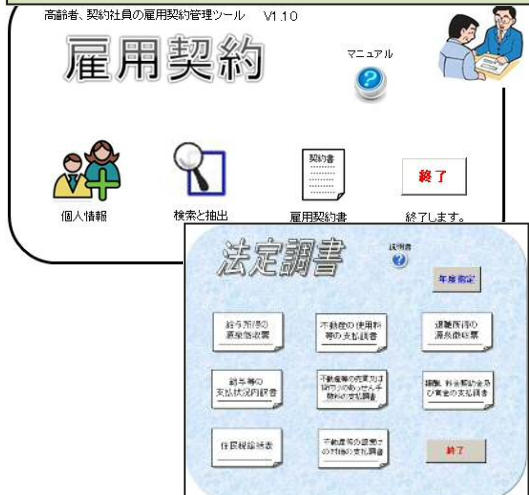 高齢者、契約社員の雇用契約管理ツール　V1.10
雇用契約
マニュアル
契約書
終了
個人情報
検索と抽出
雇用契約書
終了します。
法定調書
説明書
年度指定
給与所得の
源泉徴収票
不動産の使用料
等の支払調書
退職所得の
源泉徴収票
給与等の
支払状況内訳書
不動産等の売買又は
貸付けのあっせん手
数料の支払調書
報酬、料金契約金及
び賞金の支払調書
住民税総括表
不動産等の譲受け
の対価の支払調書
終了